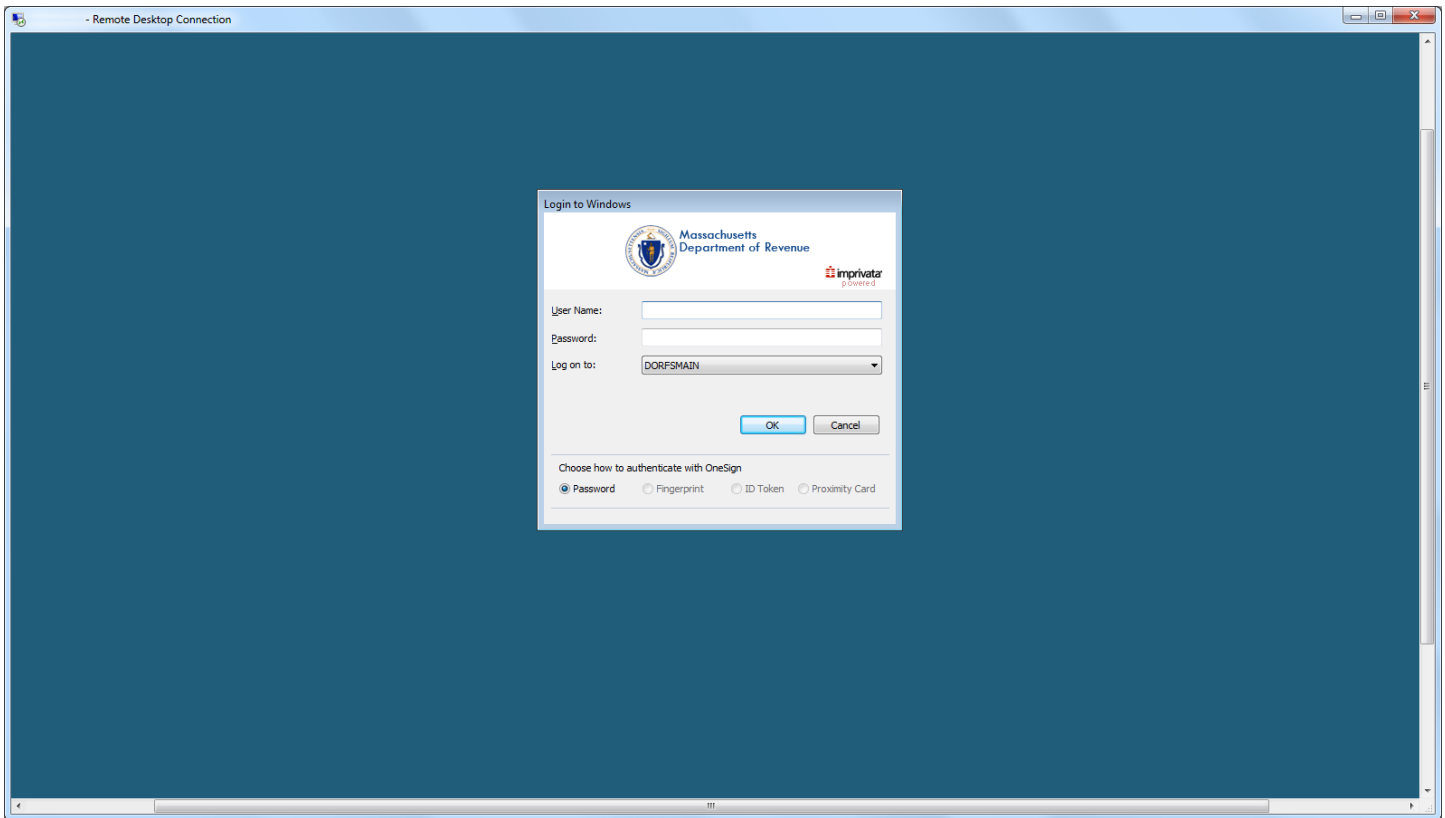 - Remote Desktop Connection
Login to Windows
Massachusetts
Department of Revenue
imprivata
powered
User Name:
Password:
Log on to:
DORFSMAIN
OK
Cancel
Choose how to authenticate with OneSign
Password
Fingerprint
ID Token
Proximity Card